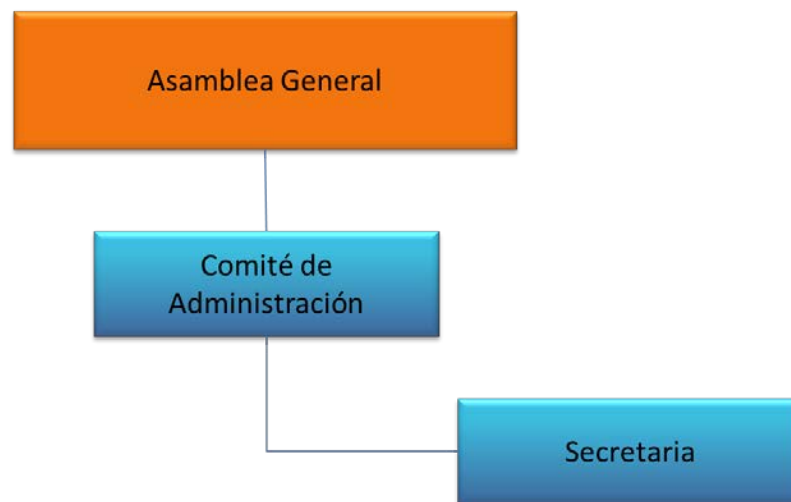 Asamblea General
Comité de
Administración
Secretaria